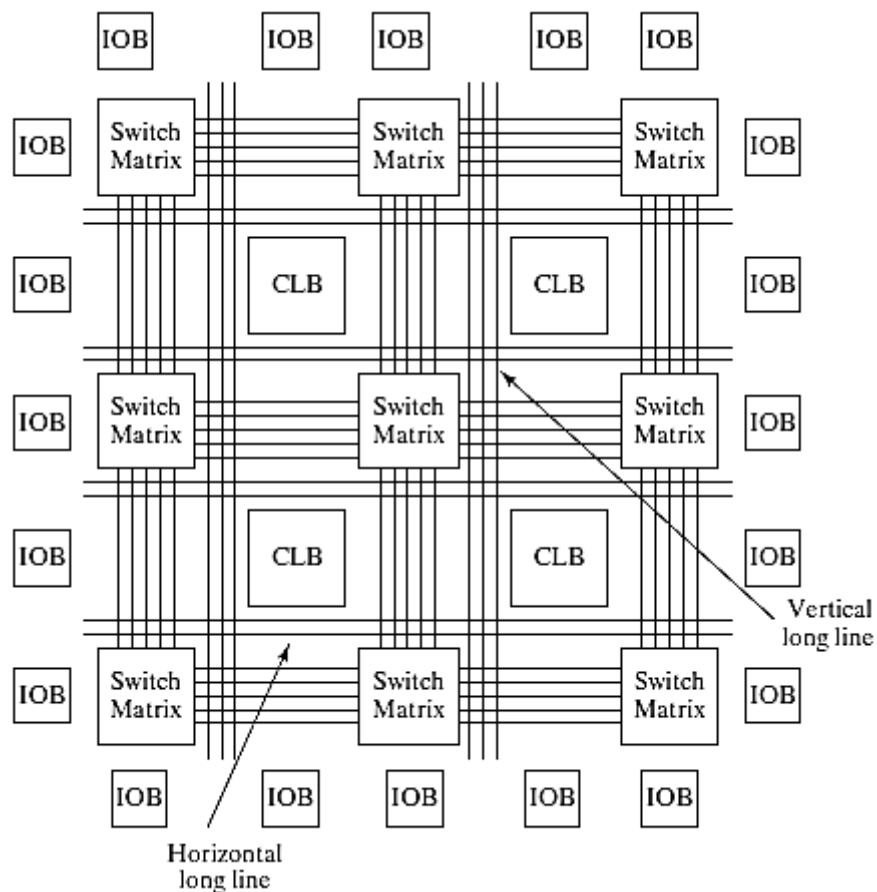 IOB IOB IOB IOB IOB
IOB Switch Switch Switch IOB
Matrix Matrix Matrix
IOB CLB CLB IOB
IOB Switch Switch Switch IOB
Matrix Matrix Matrix
IOB CLB CLB IOB
Vertical
long line
IOB Switch Switch Switch IOB
Matrix Matrix Matrix
IOB IOB IOB IOB IOB
Horizontal
long line